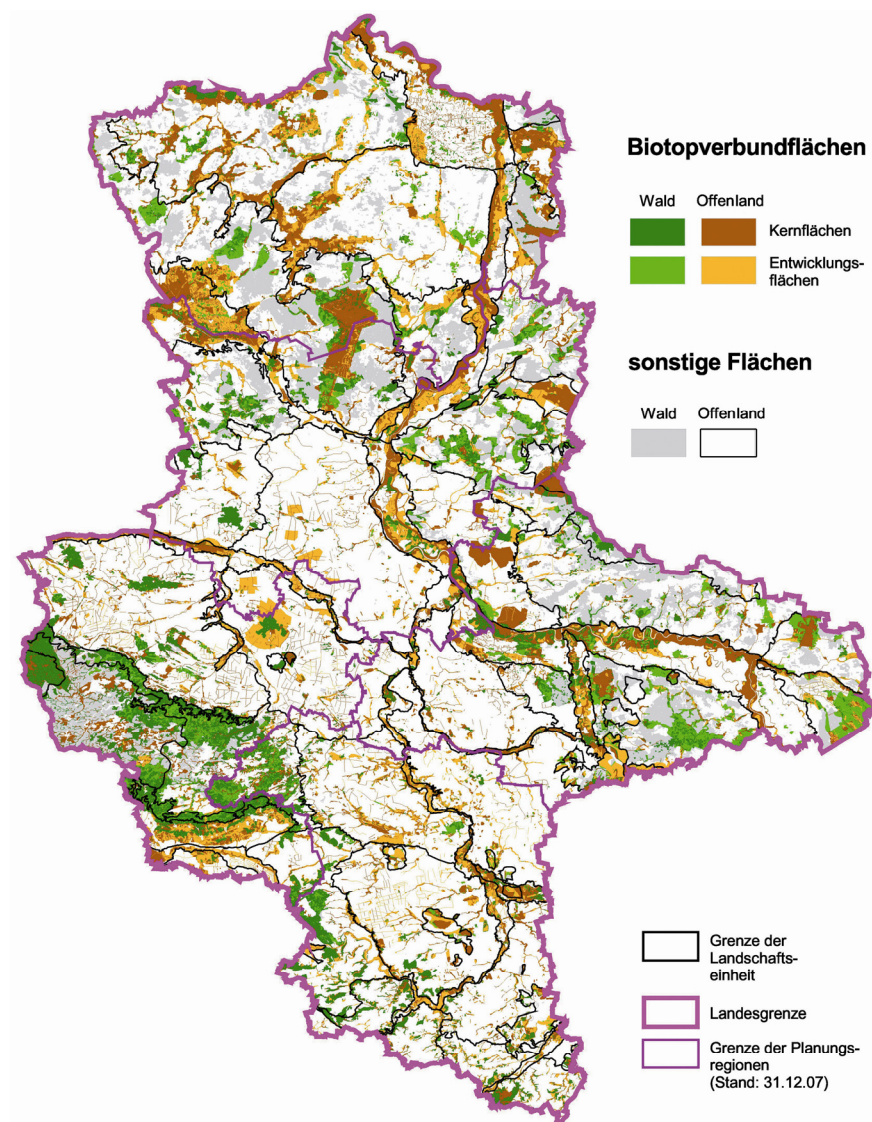 Biotopverbundflächen
Wald Offenland
Kernflächen
Entwicklungs-
flächen
sonstige Flächen
Wald Offenland
Grenze der
Landschafts-
einheit
Landesgrenze
Grenze der Planungs-
regionen
(Stand: 31.12.07)